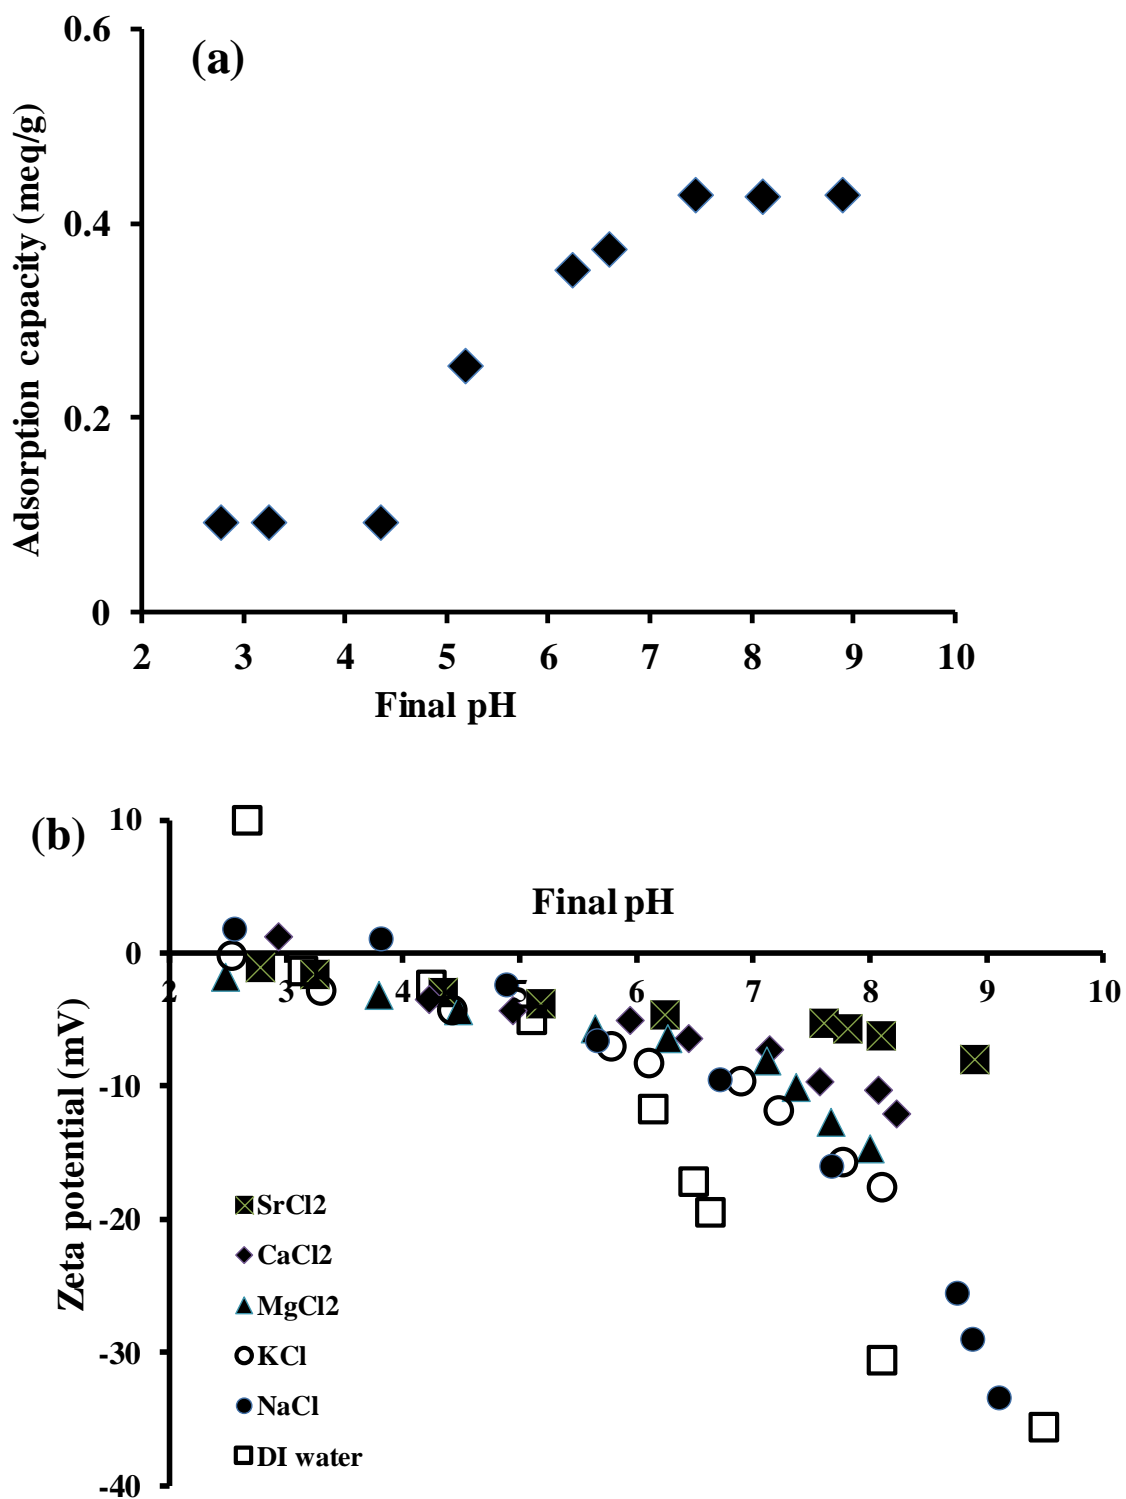 (a)
Adsorption capacity (meq/g)
0.6
0.4
0.2
0
2 3 4 5 6 7 8 9 10
Final pH
(b)
Zeta potential (mV)
10
Final pH
0
2 3 4 5 6 7 8 9 10
-10
-20
-30
-40
SrCl2
CaCl2
MgCl2
KCl
NaCl
DI water